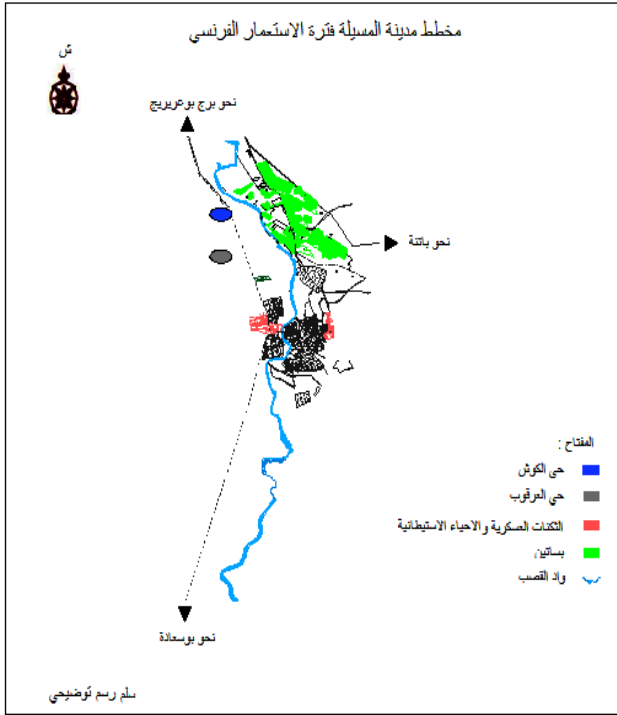 مخطط مدينة المسيلة فترة الاستعمار الفرنسي
ش
نحو برج بوعريريج
نحو باتنة
المفتاح :
حي الكوش
حي العرقوب
الثكنات العسكرية والاحياء الاستيطانية
بساتين
واد القصب
نحو بوسعادة
سلم رسم توضيحي